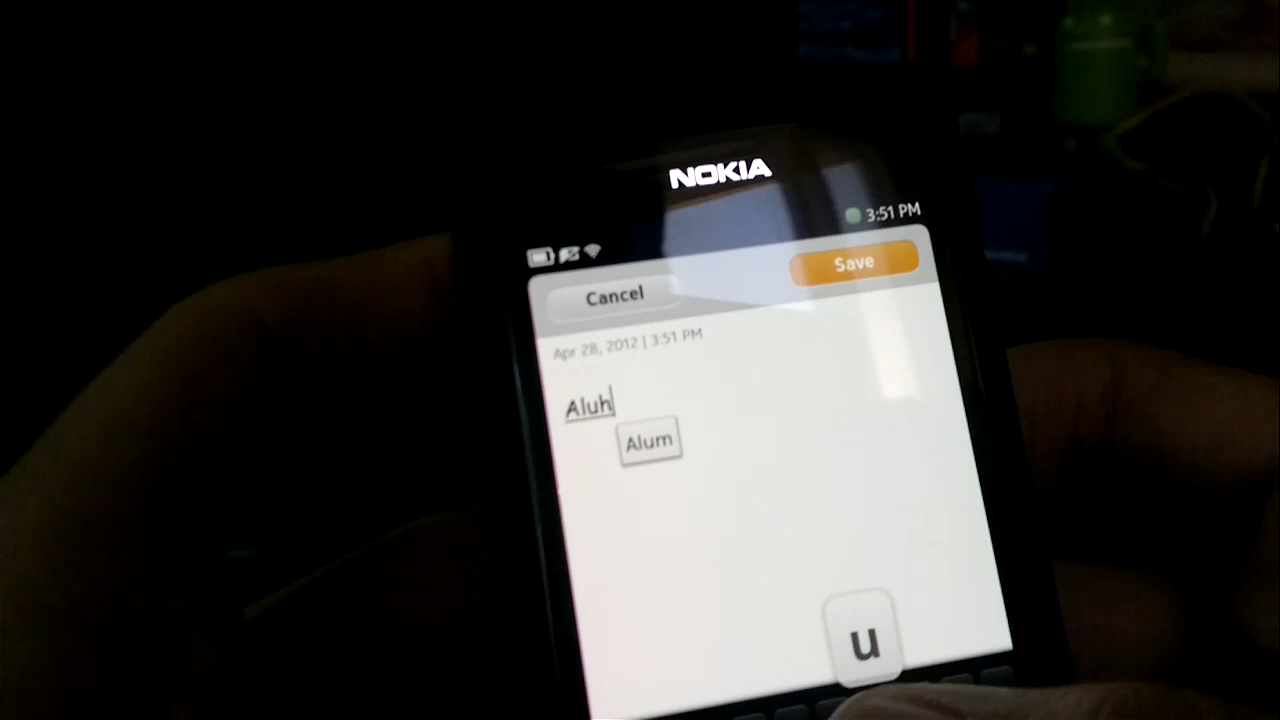 NOKIA
3:51 PM
Cancel
Save
Apr 28, 2012 | 3:51 PM
Aluh
Alum
u